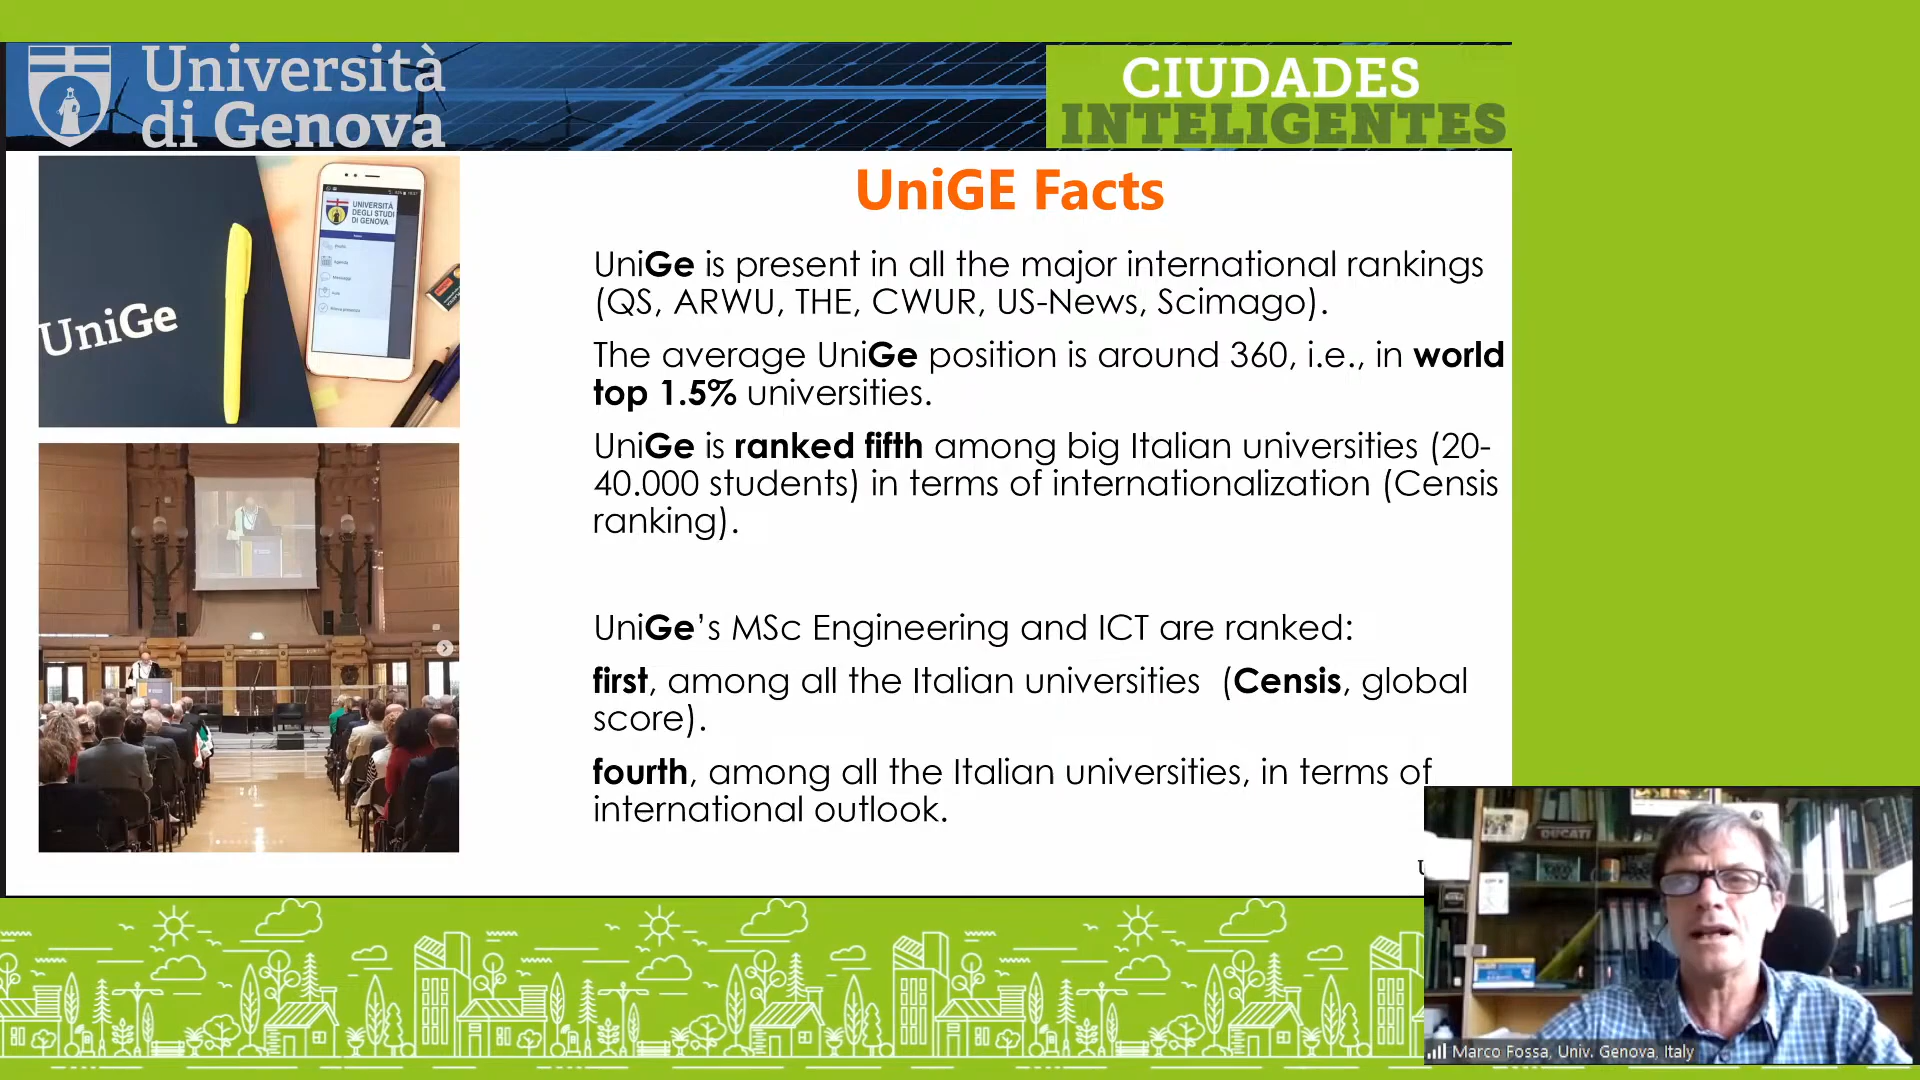 Università
di Genova
CIUDADES
INTELIGENTES
UniGe
UNIVERSITÀ
DEGLI STUDI
DI GENOVA
UniGE Facts
UniGe is present in all the major international rankings
(QS, ARWU, THE, CWUR, US-News, Scimago).
The average UniGe position is around 360, i.e., in world
top 1.5% universities.
UniGe is ranked fifth among big Italian universities (20-
40.000 students) in terms of internationalization (Censis
ranking).
UniGe's MSc Engineering and ICT are ranked:
first, among all the Italian universities (Censis, global
score).
fourth, among all the Italian universities, in terms of
international outlook.
DUCATI
Marco Fossa, Univ. Genova, Italy